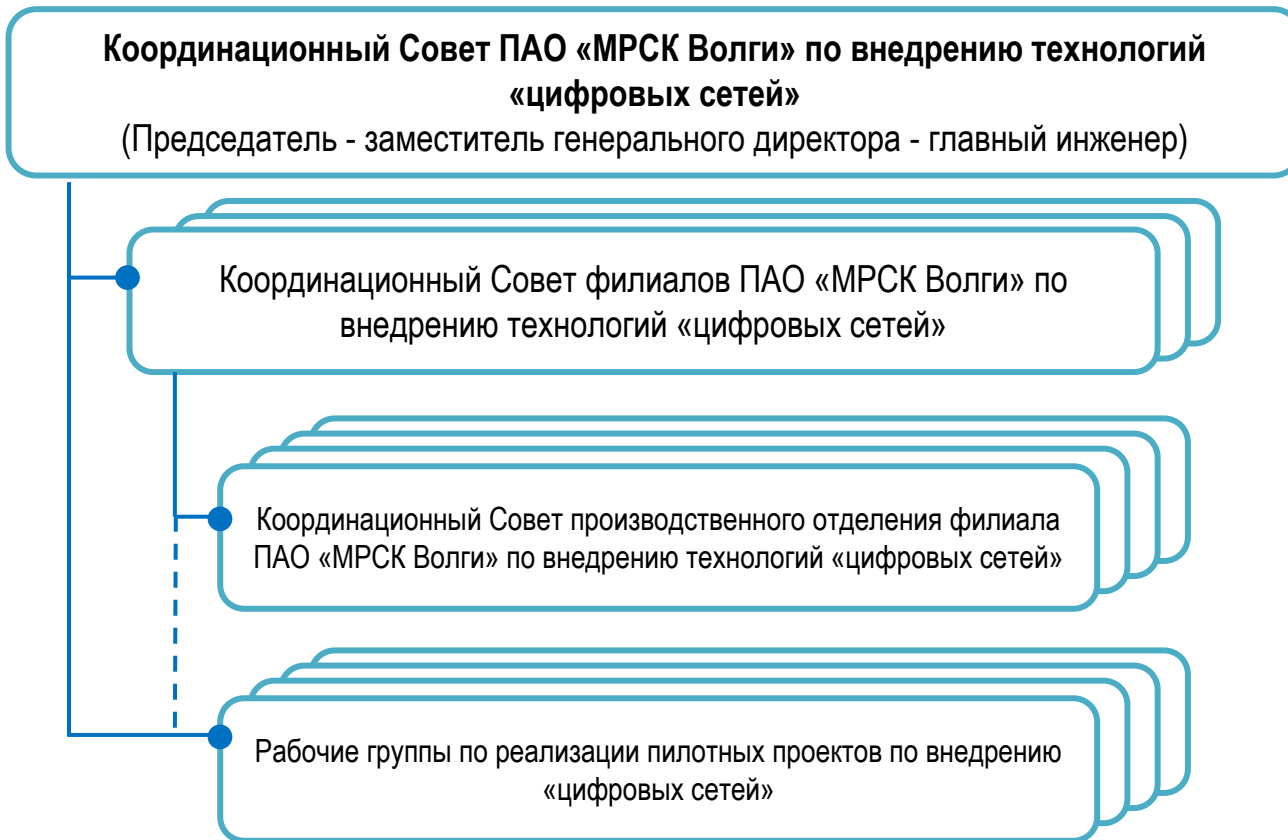 Координационный Совет ПАО «МРСК Волги» по внедрению технологий
«цифровых сетей»
(Председатель - заместитель генерального директора - главный инженер)
Координационный Совет филиалов ПАО «МРСК Волги» по
внедрению технологий «цифровых сетей»
Координационный Совет производственного отделения филиала
ПАО «МРСК Волги» по внедрению технологий «цифровых сетей»
Рабочие группы по реализации пилотных проектов по внедрению
«цифровых сетей»